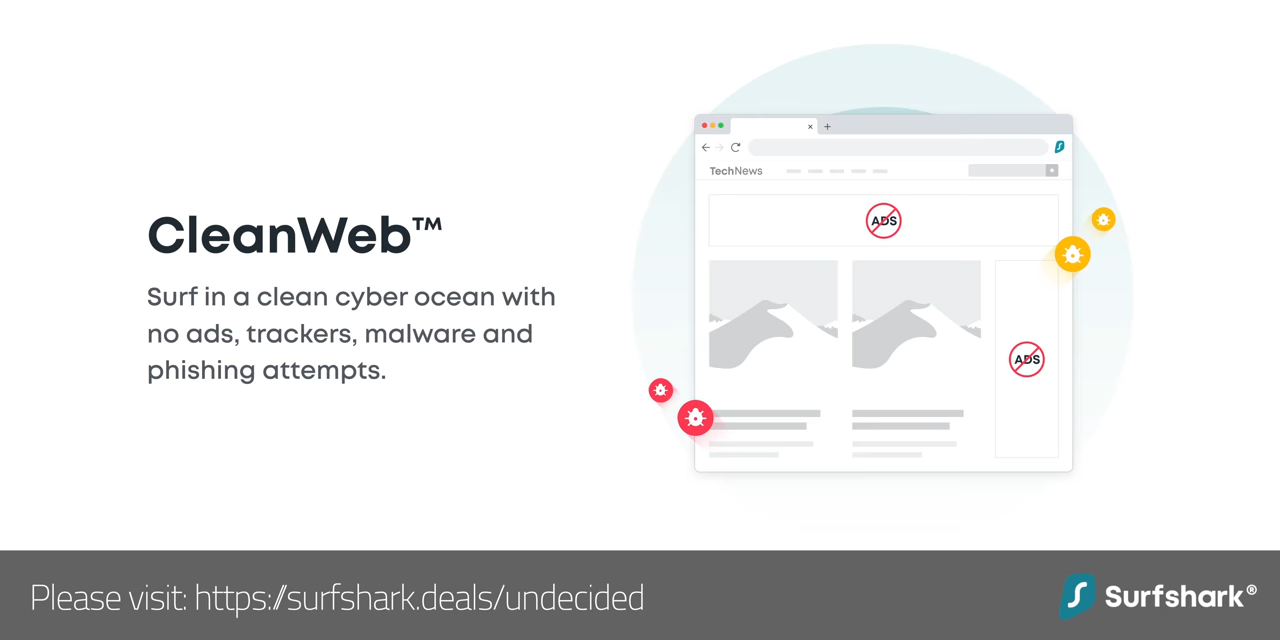 TechNews
ADS
CleanWeb™
Surf in a clean cyber ocean with
no ads, trackers, malware and
phishing attempts.
ADS
Please visit: https://surfshark.deals/undecided
Surfshark®